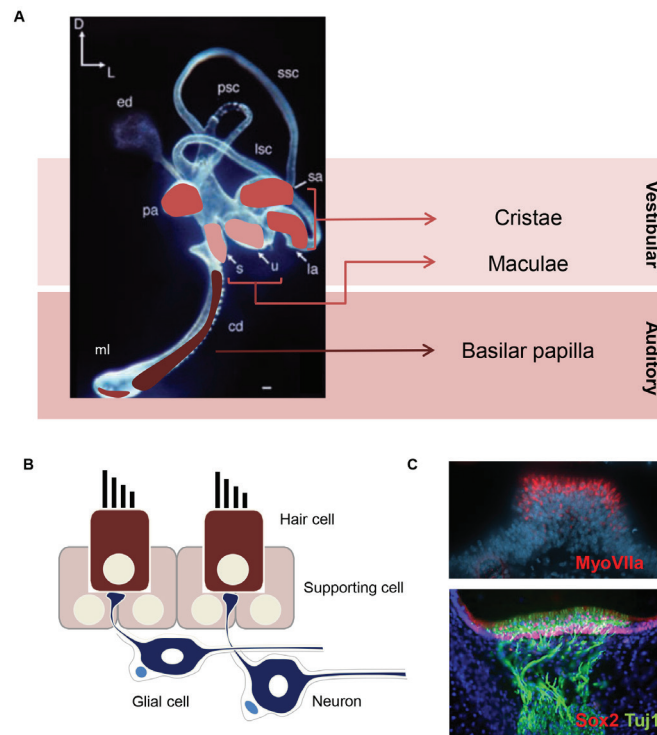 A
D
L
ssc
psc
ed
lsc
sa
pa
s
u
la
cd
ml
Cristae
Maculae
Vestibular
Basilar papilla
Auditory
B
Hair cell
Supporting cell
Glial cell
Neuron
C
MyoVIIa
Sox2 Tuj1